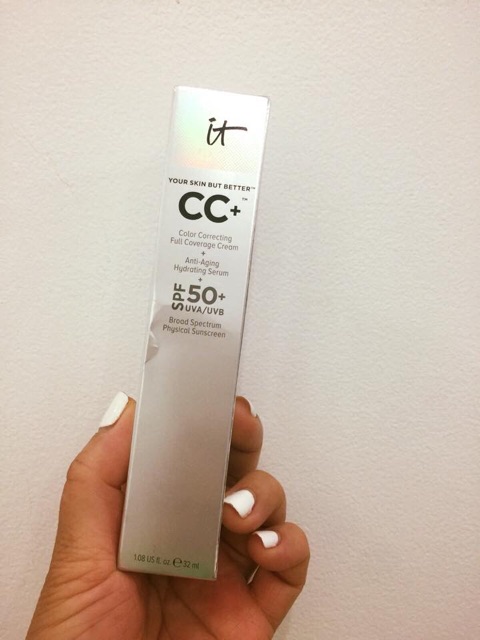 it
YOUR SKIN BUT BETTER™
CC+™
Color Correcting
Full Coverage Cream
+
Anti-Aging
Hydrating Serum
+
SPF 50+
UVA/UVB
Broad Spectrum
Physical Sunscreen
1.08 US fl. oz. ℮ 32 ml